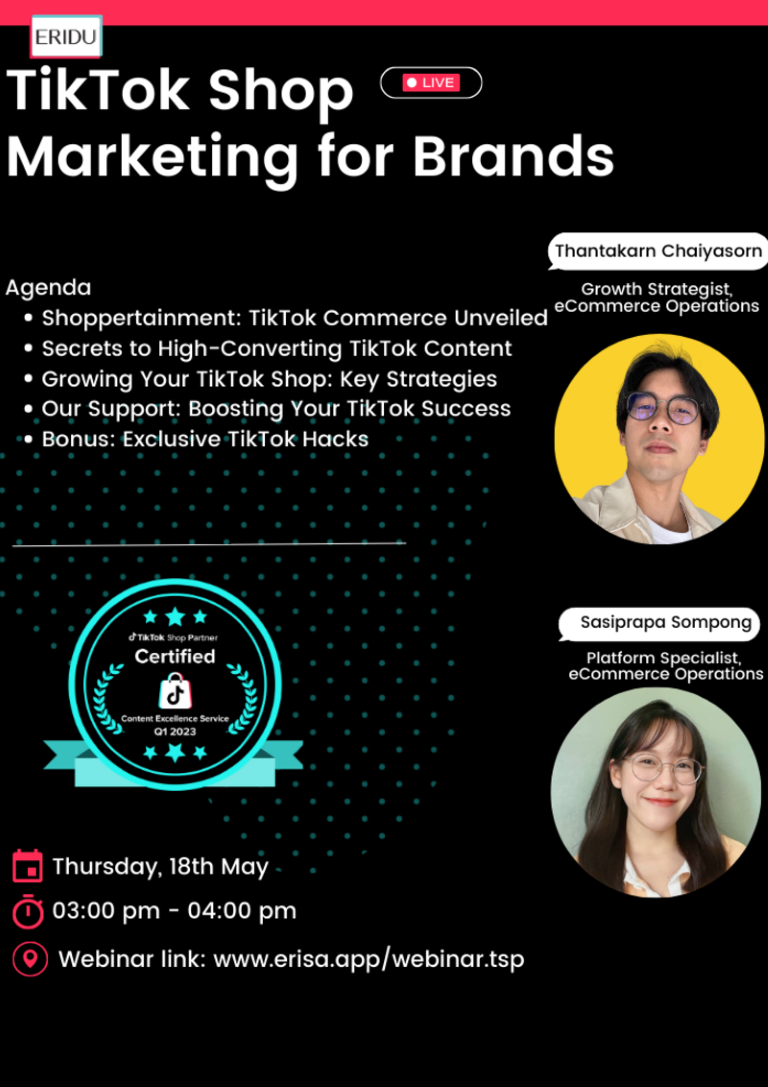 ERIDU
TikTok Shop
LIVE
Marketing for Brands
Agenda
• Shoppertainment: TikTok Commerce Unveiled
• Secrets to High-Converting TikTok Content
• Growing Your TikTok Shop: Key Strategies
• Our Support: Boosting Your TikTok Success
• Bonus: Exclusive TikTok Hacks
Thantakarn Chaiyasorn
Growth Strategist,
eCommerce Operations
Sasiprapa Sompong
Platform Specialist,
eCommerce Operations
TikTok Shop Partner
Certified
Content Excellence Service
Q1 2023
Thursday, 18th May
03:00 pm - 04:00 pm
Webinar link: www.erisa.app/webinar.tsp